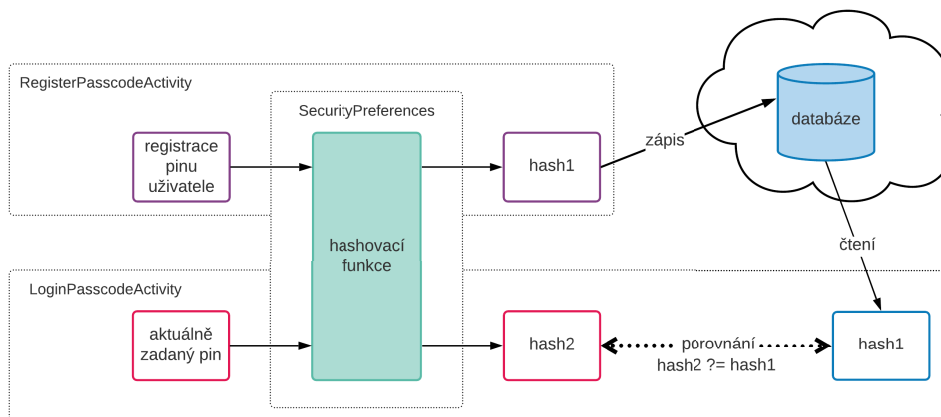 RegisterPasscodeActivity
SecurityPreferences
registrace
pinu
uživatele
hash1
zápis
databáze
hashovací
funkce
čtení
LoginPasscodeActivity
aktuálně
zadaný pin
hash2
porovnání
hash2 ?= hash1
hash1